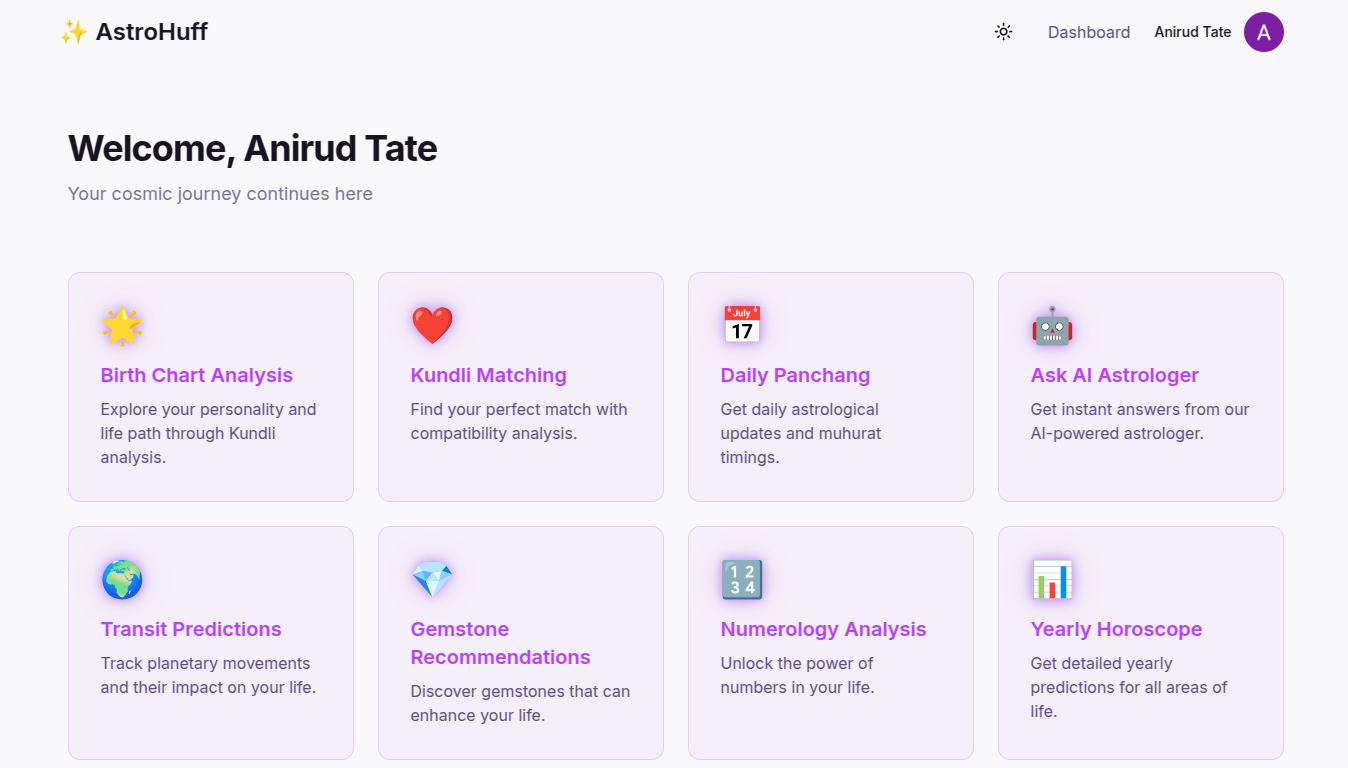 ✨ AstroHuff
Dashboard
Anirud Tate
A
Welcome, Anirud Tate
Your cosmic journey continues here
Birth Chart Analysis
Explore your personality and
life path through Kundli
analysis.
Kundli Matching
Find your perfect match with
compatibility analysis.
July
17
Daily Panchang
Get daily astrological
updates and muhurat
timings.
Ask AI Astrologer
Get instant answers from our
AI-powered astrologer.
Transit Predictions
Track planetary movements
and their impact on your life.
Gemstone
Recommendations
Discover gemstones that can
enhance your life.
1 2
3 4
Numerology Analysis
Unlock the power of
numbers in your life.
Yearly Horoscope
Get detailed yearly
predictions for all areas of
life.